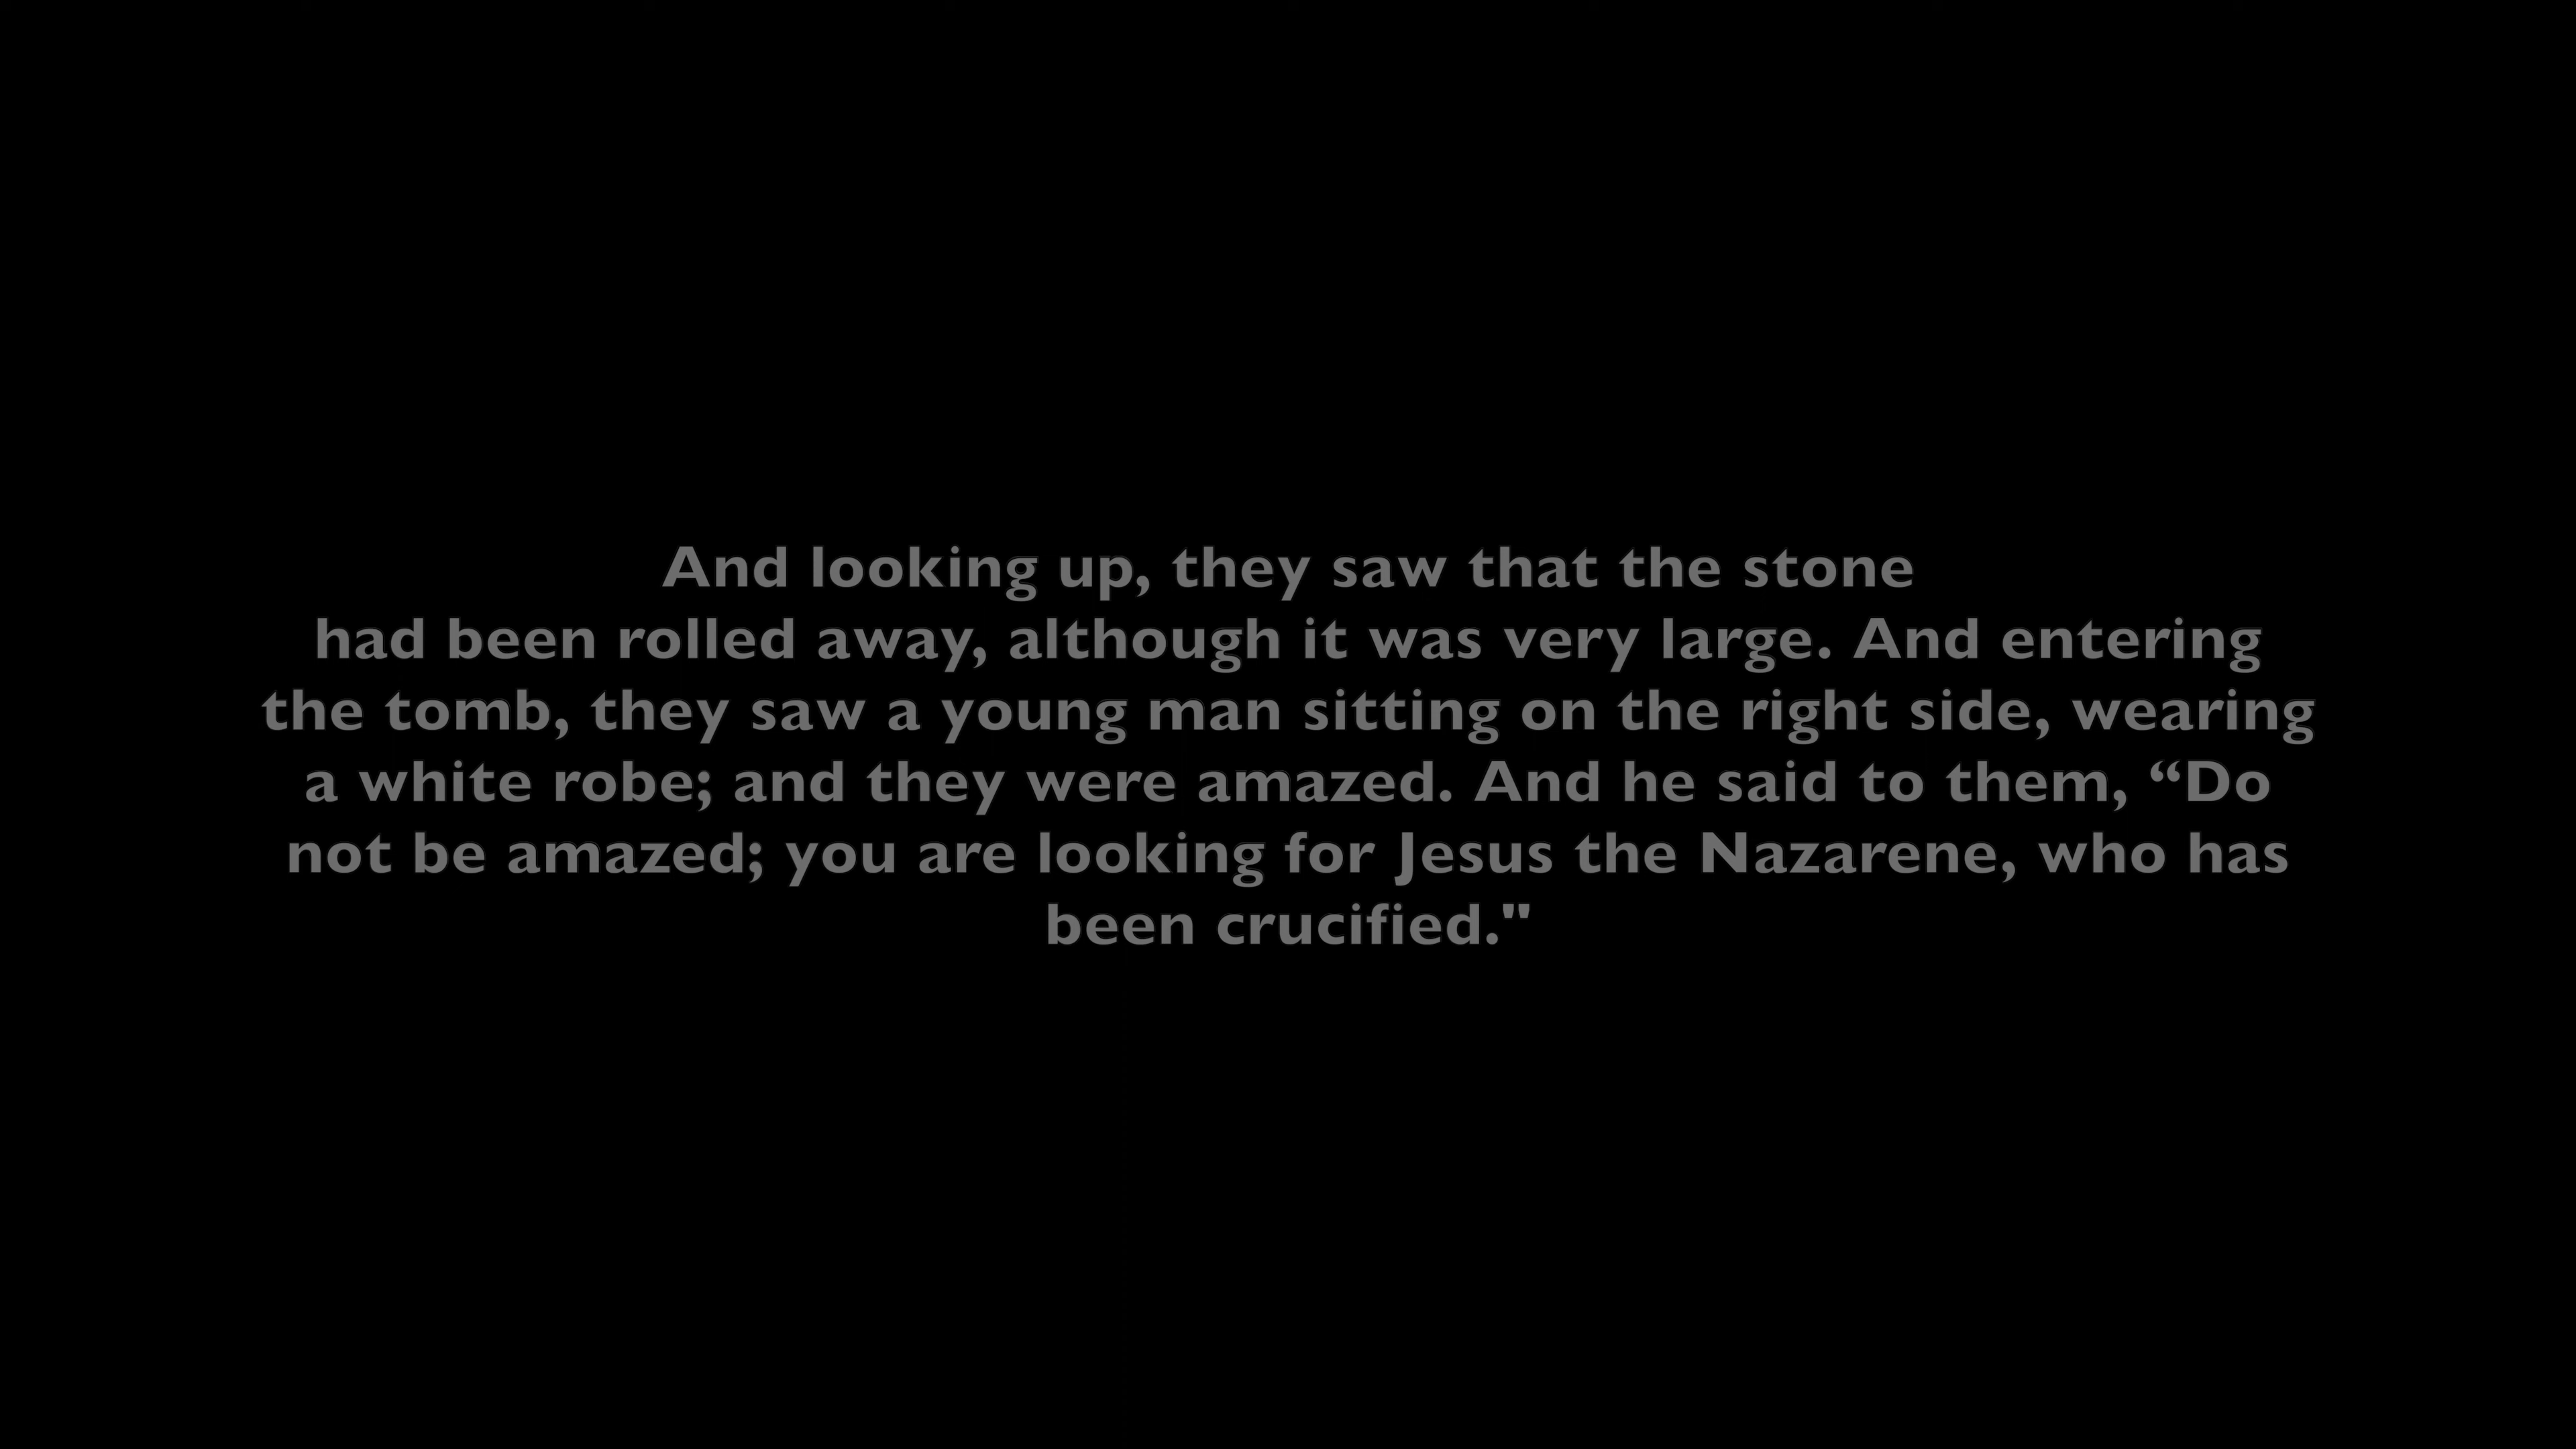 And looking up, they saw that the stone
had been rolled away, although it was very large. And entering
the tomb, they saw a young man sitting on the right side, wearing
a white robe; and they were amazed. And he said to them, “Do
not be amazed; you are looking for Jesus the Nazarene, who has
been crucified."